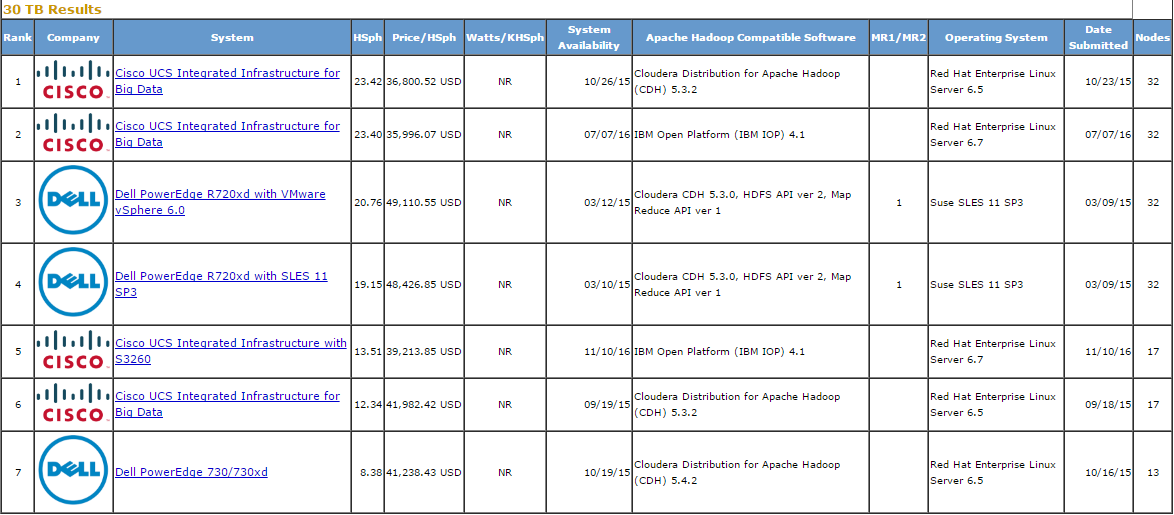 30 TB Results
Rank Company System HSph Price/HSph Watts/KHSph System Availability Apache Hadoop Compatible Software MR1/MR2 Operating System Date Submitted Nodes
1 CISCO Cisco UCS Integrated Infrastructure for Big Data 23.42 36,800.52 USD NR 10/26/15 Cloudera Distribution for Apache Hadoop (CDH) 5.3.2 Red Hat Enterprise Linux Server 6.5 10/23/15 32
2 CISCO Cisco UCS Integrated Infrastructure for Big Data 23.40 35,996.07 USD NR 07/07/16 IBM Open Platform (IBM IOP) 4.1 Red Hat Enterprise Linux Server 6.7 07/07/16 32
3 DELL Dell PowerEdge R720xd with VMware vSphere 6.0 20.76 49,110.55 USD NR 03/12/15 Cloudera CDH 5.3.0, HDFS API ver 2, Map Reduce API ver 1 1 Suse SLES 11 SP3 03/09/15 32
4 DELL Dell PowerEdge R720xd with SLES 11 SP3 19.15 48,426.85 USD NR 03/10/15 Cloudera CDH 5.3.0, HDFS API ver 2, Map Reduce API ver 1 1 Suse SLES 11 SP3 03/09/15 32
5 CISCO Cisco UCS Integrated Infrastructure with S3260 13.51 39,213.85 USD NR 11/10/16 IBM Open Platform (IBM IOP) 4.1 Red Hat Enterprise Linux Server 6.7 11/10/16 17
6 CISCO Cisco UCS Integrated Infrastructure for Big Data 12.34 41,982.42 USD NR 09/19/15 Cloudera Distribution for Apache Hadoop (CDH) 5.3.2 Red Hat Enterprise Linux Server 6.5 09/18/15 17
7 DELL Dell PowerEdge 730/730xd 8.38 41,238.43 USD NR 10/19/15 Cloudera Distribution for Apache Hadoop (CDH) 5.4.2 Red Hat Enterprise Linux Server 6.5 10/16/15 13